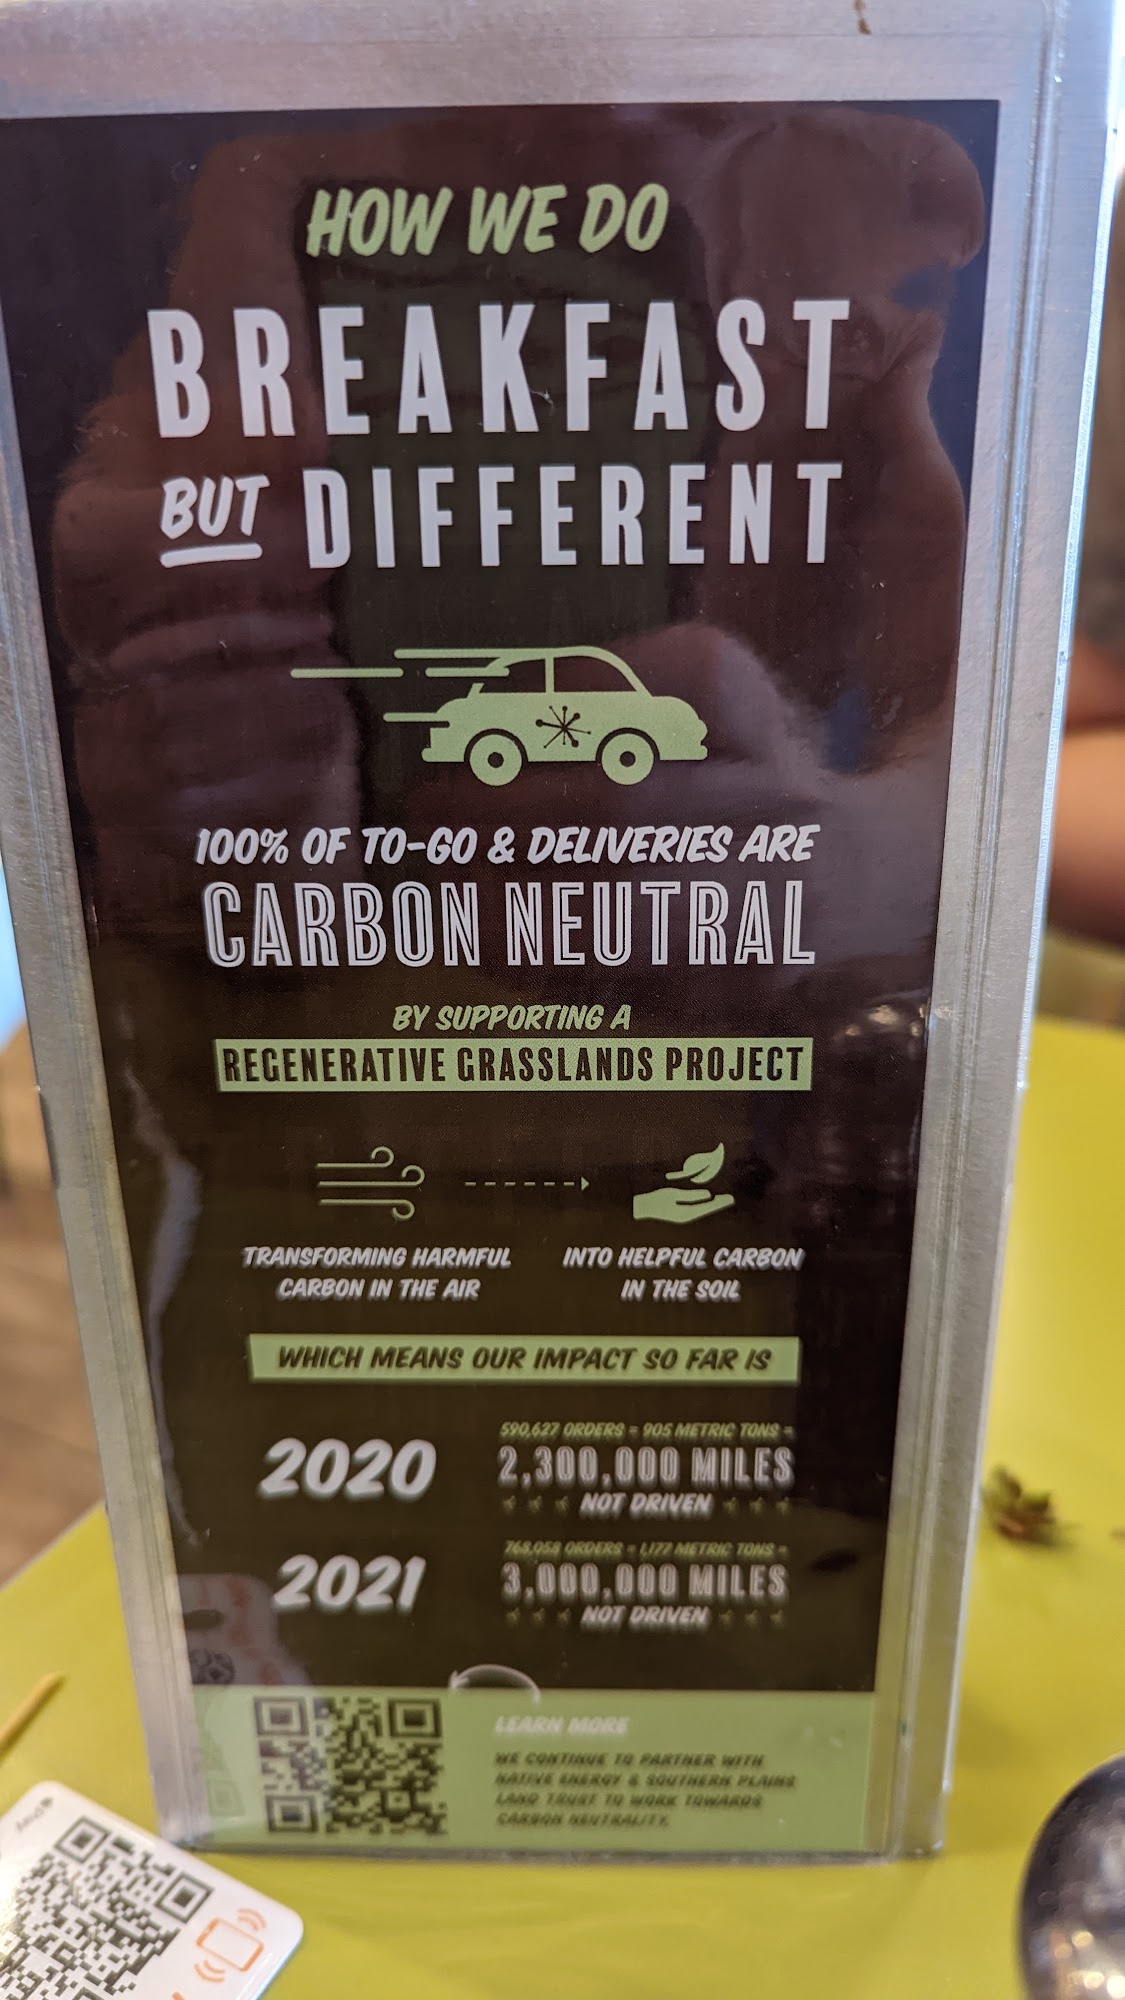 HOW WE DO
BREAKFAST
BUT DIFFERENT
100% OF TO-GO & DELIVERIES ARE
CARBON NEUTRAL
BY SUPPORTING A
REGENERATIVE GRASSLANDS PROJECT
TRANSFORMING HARMFUL
CARBON IN THE AIR
INTO HELPFUL CARBON
IN THE SOIL
WHICH MEANS OUR IMPACT SO FAR IS
2020
590,627 ORDERS = 905 METRIC TONS =
2,300,000 MILES
NOT DRIVEN
2021
768,058 ORDERS = 1,177 METRIC TONS =
3,000,000 MILES
NOT DRIVEN
LEARN MORE
WE CONTINUE TO PARTNER WITH
NATIVE ENERGY & SOUTHERN PLAINS
LAND TRUST TO WORK TOWARDS
CARBON NEUTRALITY.